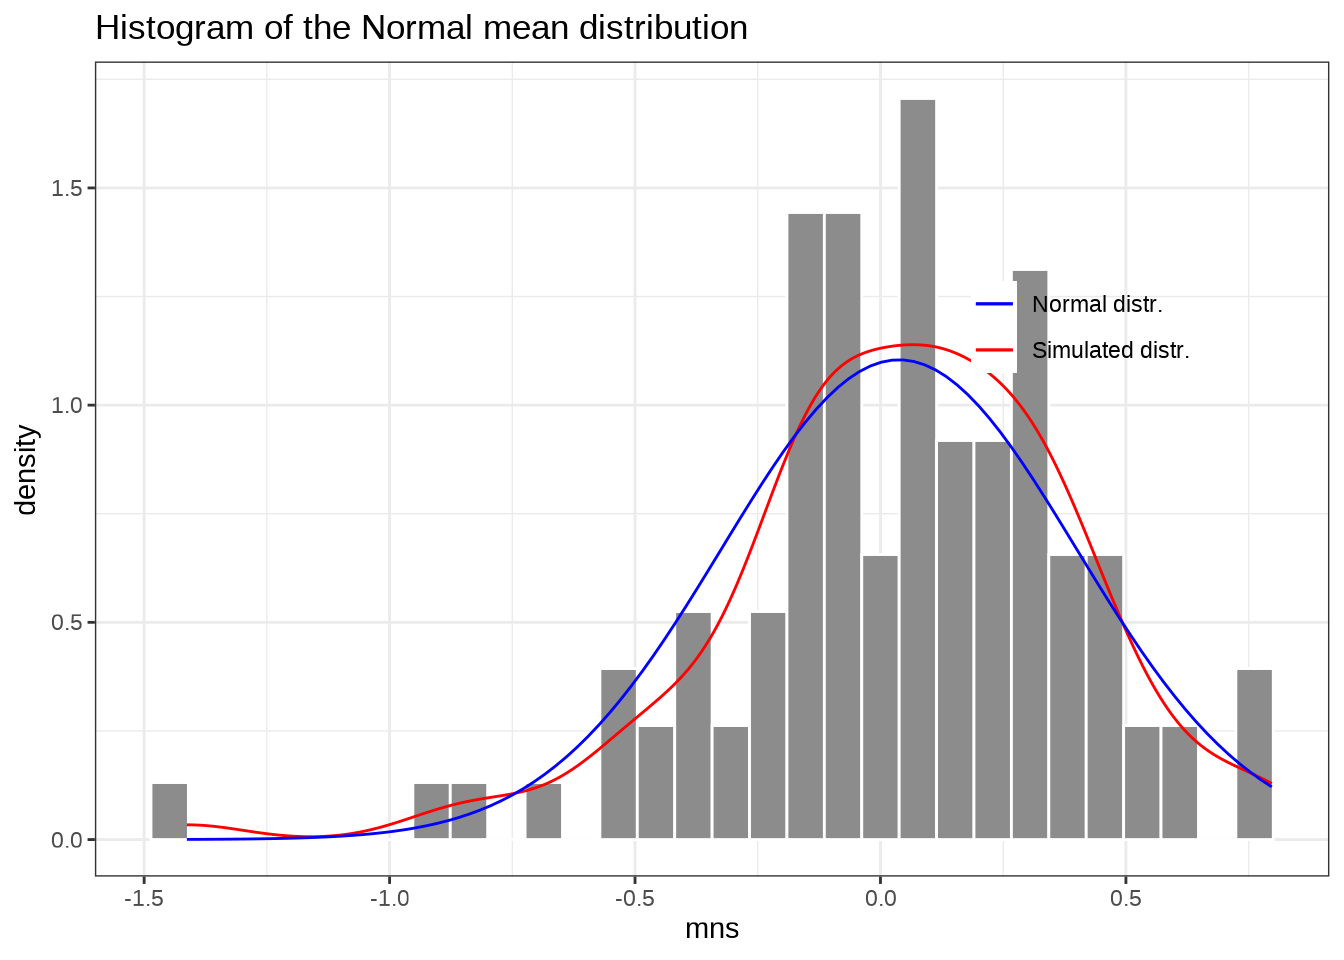 Histogram of the Normal mean distribution
1.5
1.0
0.5
0.0
density
Normal distr.
Simulated distr.
-1.5
-1.0
-0.5
0.0
0.5
mns